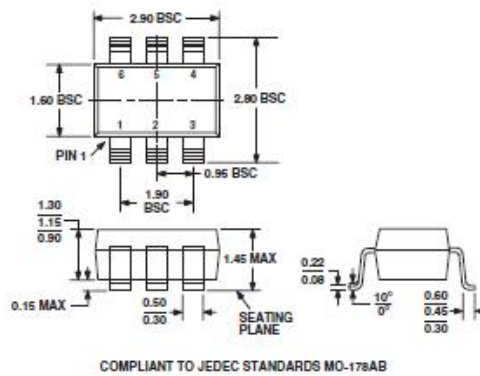 2.90 BSC
6 5 4
1.60 BSC
2.80 BSC
1 2 3
PIN 1
0.95 BSC
1.90
BSC
1.30
1.15
0.90
1.45 MAX
0.15 MAX
0.50
0.30
SEATING
PLANE
0.22
0.08
10°
0°
0.60
0.45
0.30
COMPLIANT TO JEDEC STANDARDS MO-178AB